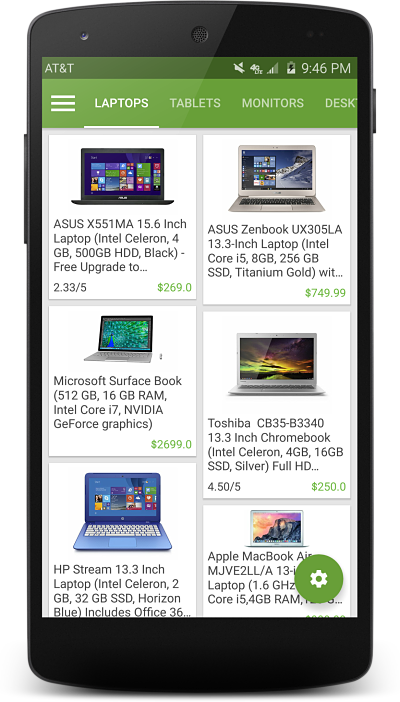 AT&T 9:46 PM
LAPTOPS TABLETS MONITORS DESKT
ASUS X551MA 15.6 Inch
Laptop (Intel Celeron, 4
GB, 500GB HDD, Black) -
Free Upgrade to…
2.33/5 $269.0
ASUS Zenbook UX305LA
13.3-Inch Laptop (Intel
Core i5, 8GB, 256 GB
SSD, Titanium Gold) wit…
$749.99
Microsoft Surface Book
(512 GB, 16 GB RAM,
Intel Core i7, NVIDIA
GeForce graphics)
$2699.0
Toshiba CB35-B3340
13.3 Inch Chromebook
(Intel Celeron, 4GB, 16GB
SSD, Silver) Full HD…
4.50/5 $250.0
HP Stream 13.3 Inch
Laptop (Intel Celeron, 2
GB, 32 GB SSD, Horizon
Blue) Includes Office 36…
Apple MacBook Air
MJVE2LL/A 13-i
Laptop (1.6 GHz
Core i5,4GB RAM,1